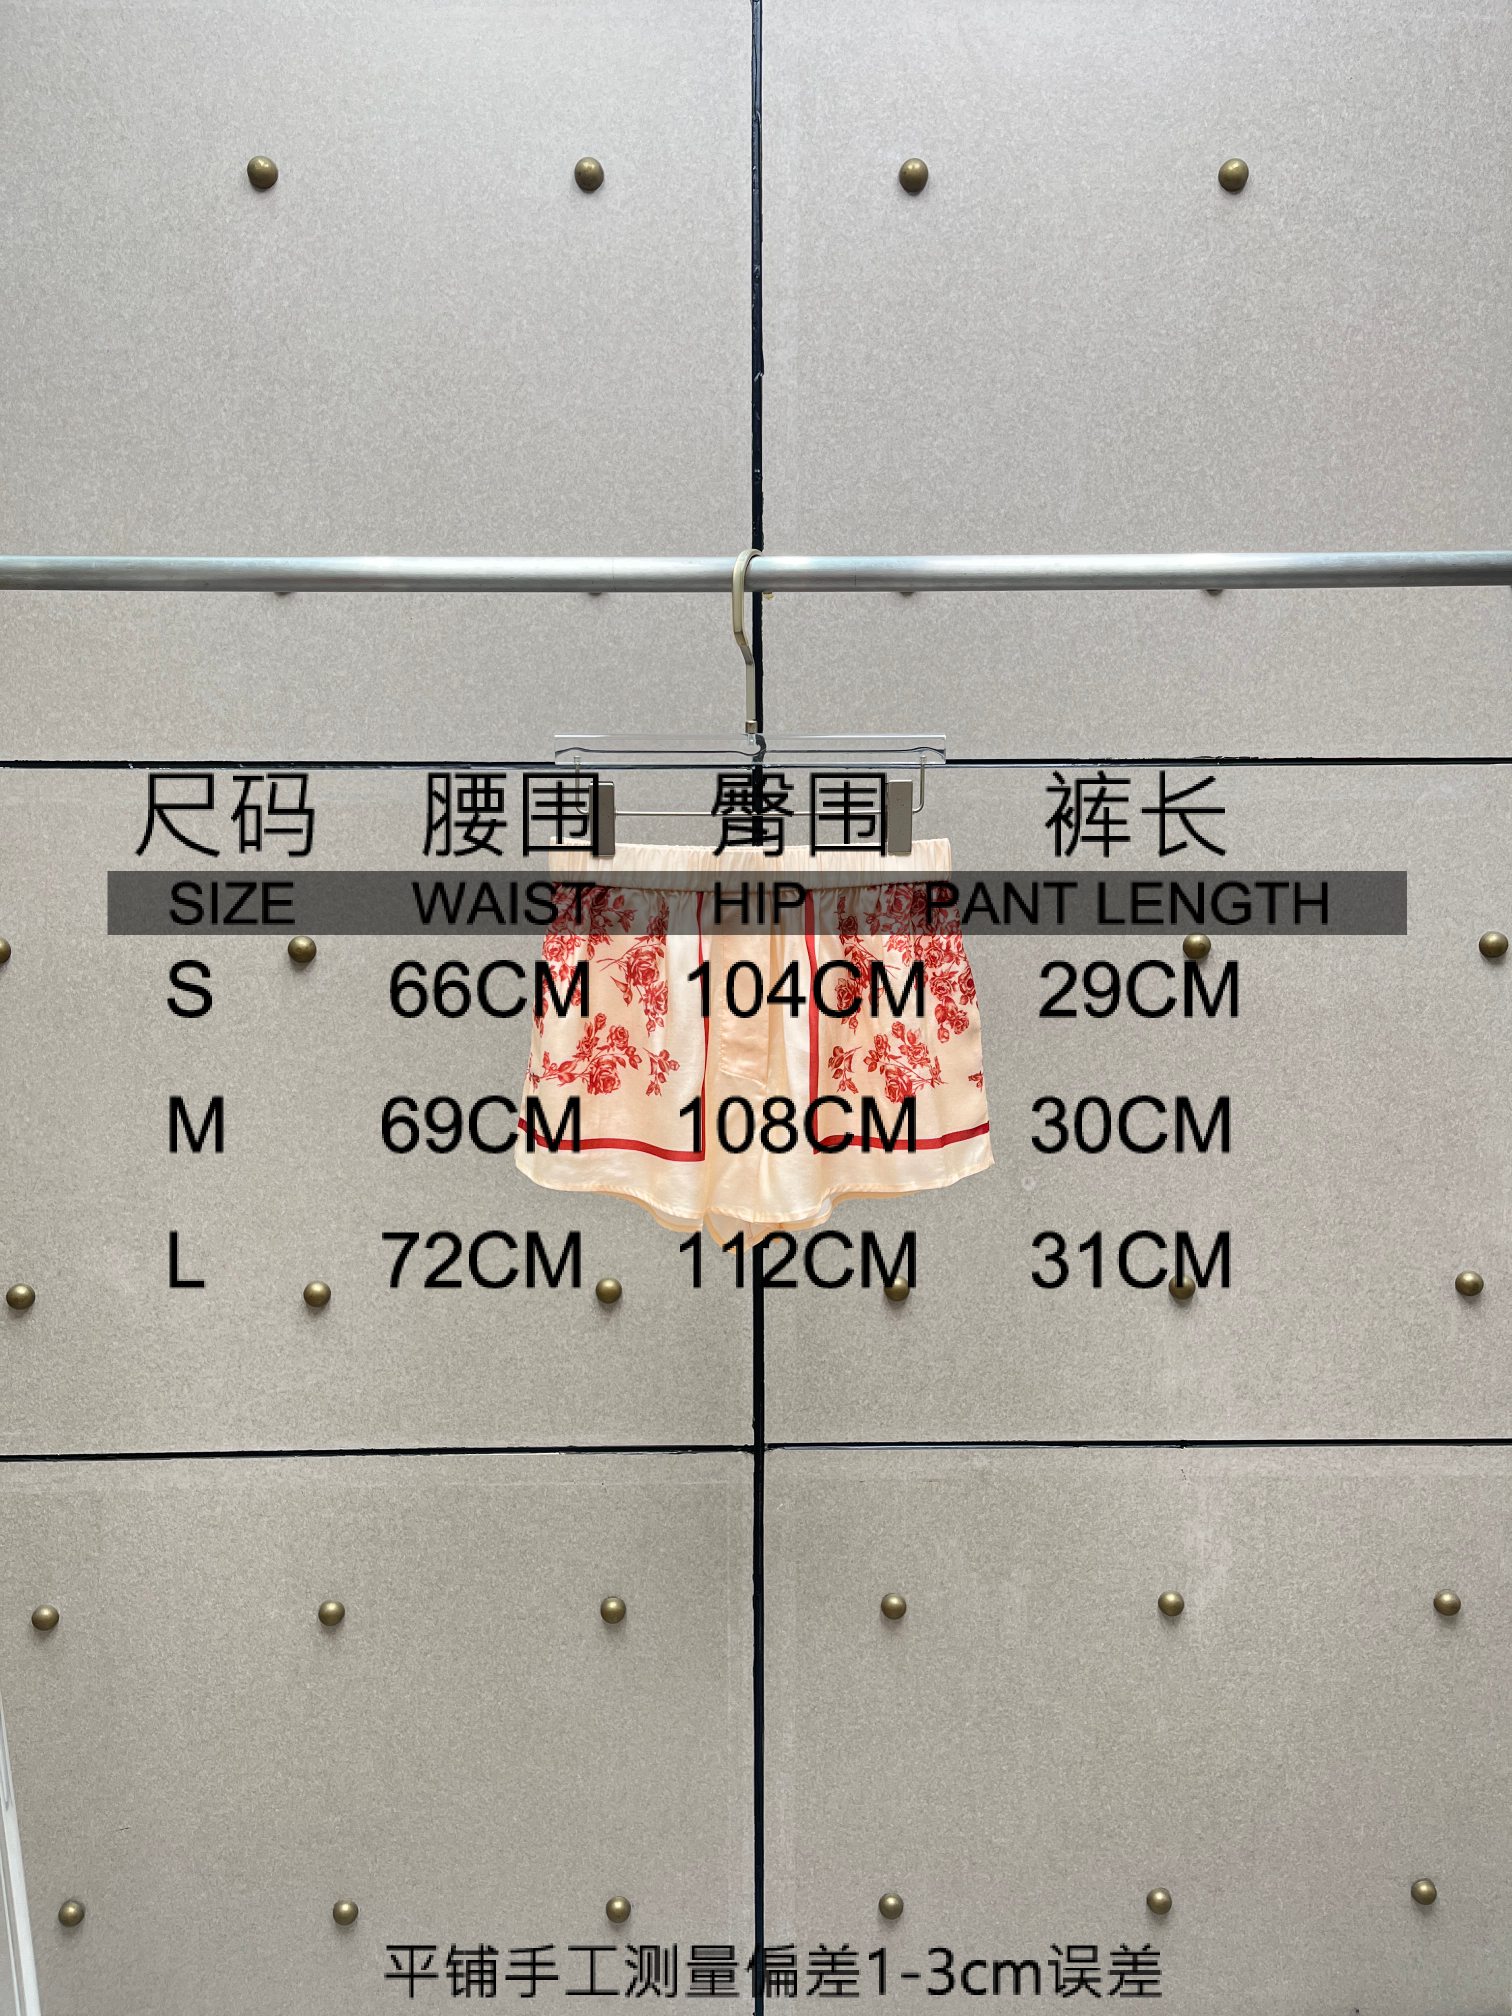 尺码 腰围 臀围 裤长
SIZE WAIST HIP PANT LENGTH
S 66CM 104CM 29CM
M 69CM 108CM 30CM
L 72CM 112CM 31CM
平铺手工测量偏差1-3cm误差